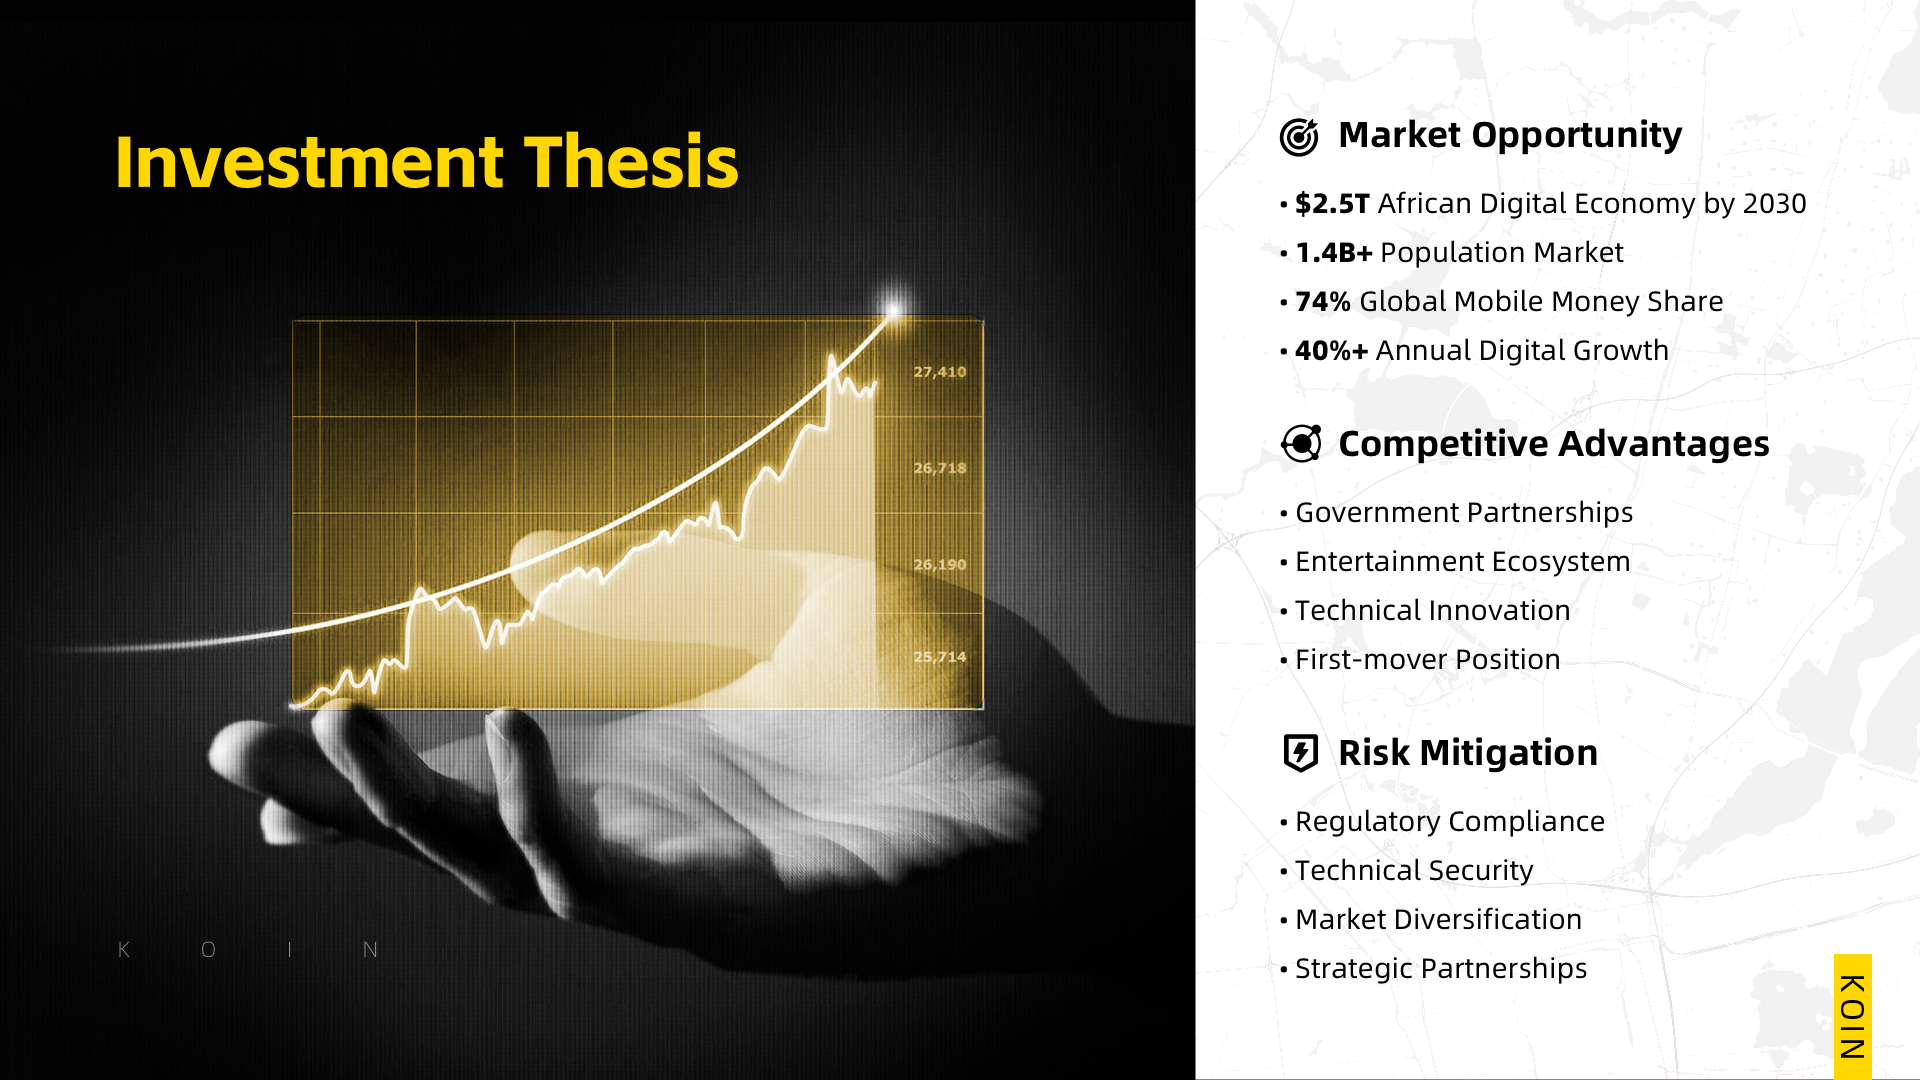 Investment Thesis
27,410
26,718
26,190
25,714
K O I N
Market Opportunity
• $2.5T African Digital Economy by 2030
• 1.4B+ Population Market
• 74% Global Mobile Money Share
• 40%+ Annual Digital Growth
Competitive Advantages
• Government Partnerships
• Entertainment Ecosystem
• Technical Innovation
• First-mover Position
Risk Mitigation
• Regulatory Compliance
• Technical Security
• Market Diversification
• Strategic Partnerships
KOIN